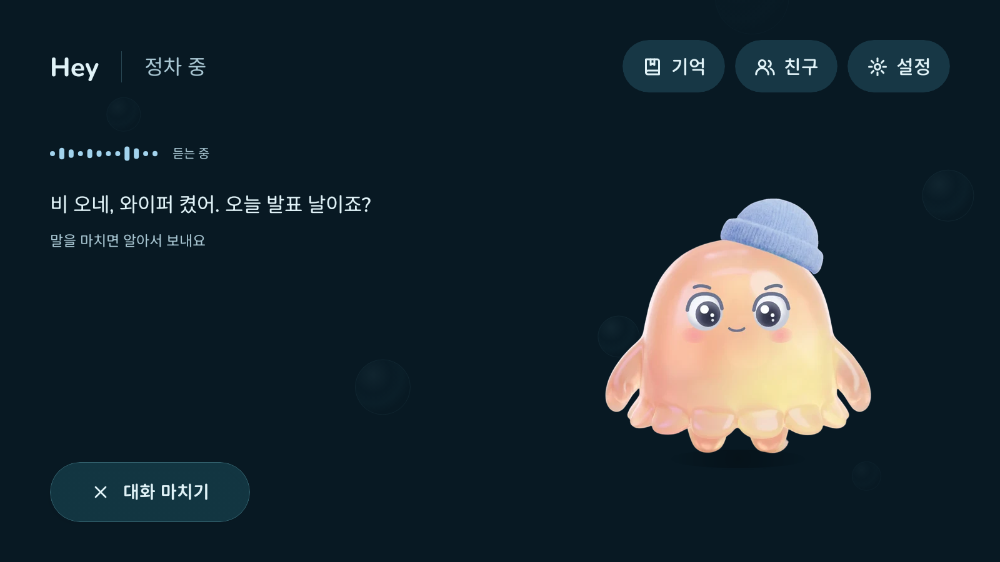 Hey
정차 중
기억
친구
설정
듣는 중
비 오네, 와이퍼 켰어. 오늘 발표 날이죠?
말을 마치면 알아서 보내요
대화 마치기